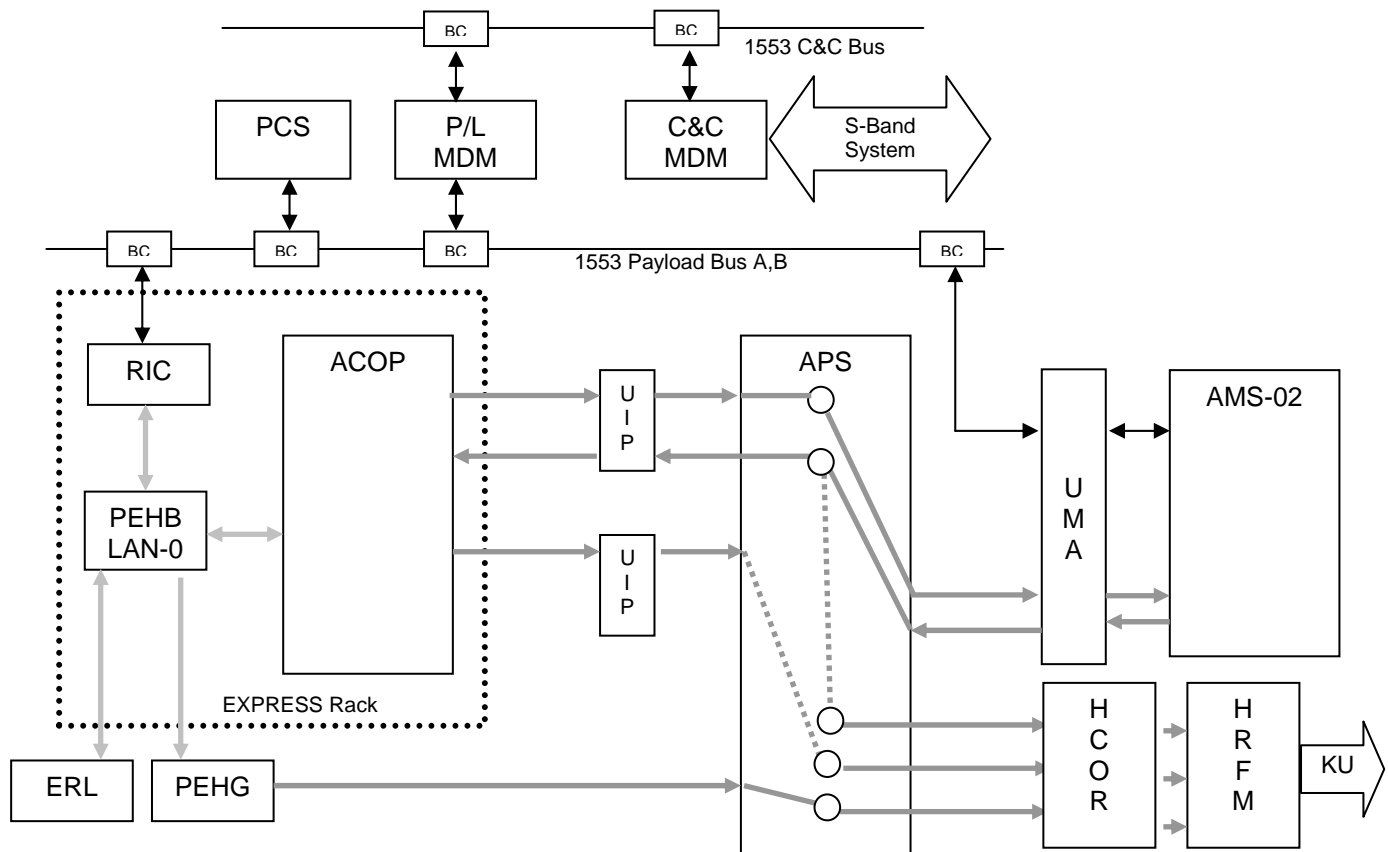 BC
BC
1553 C&C Bus
PCS
P/L
MDM
C&C
MDM
S-Band
System
BC
BC
BC
BC
1553 Payload Bus A,B
RIC
ACOP
U
I
P
APS
AMS-02
U
M
A
PEHB
LAN-0
U
I
P
EXPRESS Rack
H
C
O
R
H
R
F
M
KU
ERL
PEHG